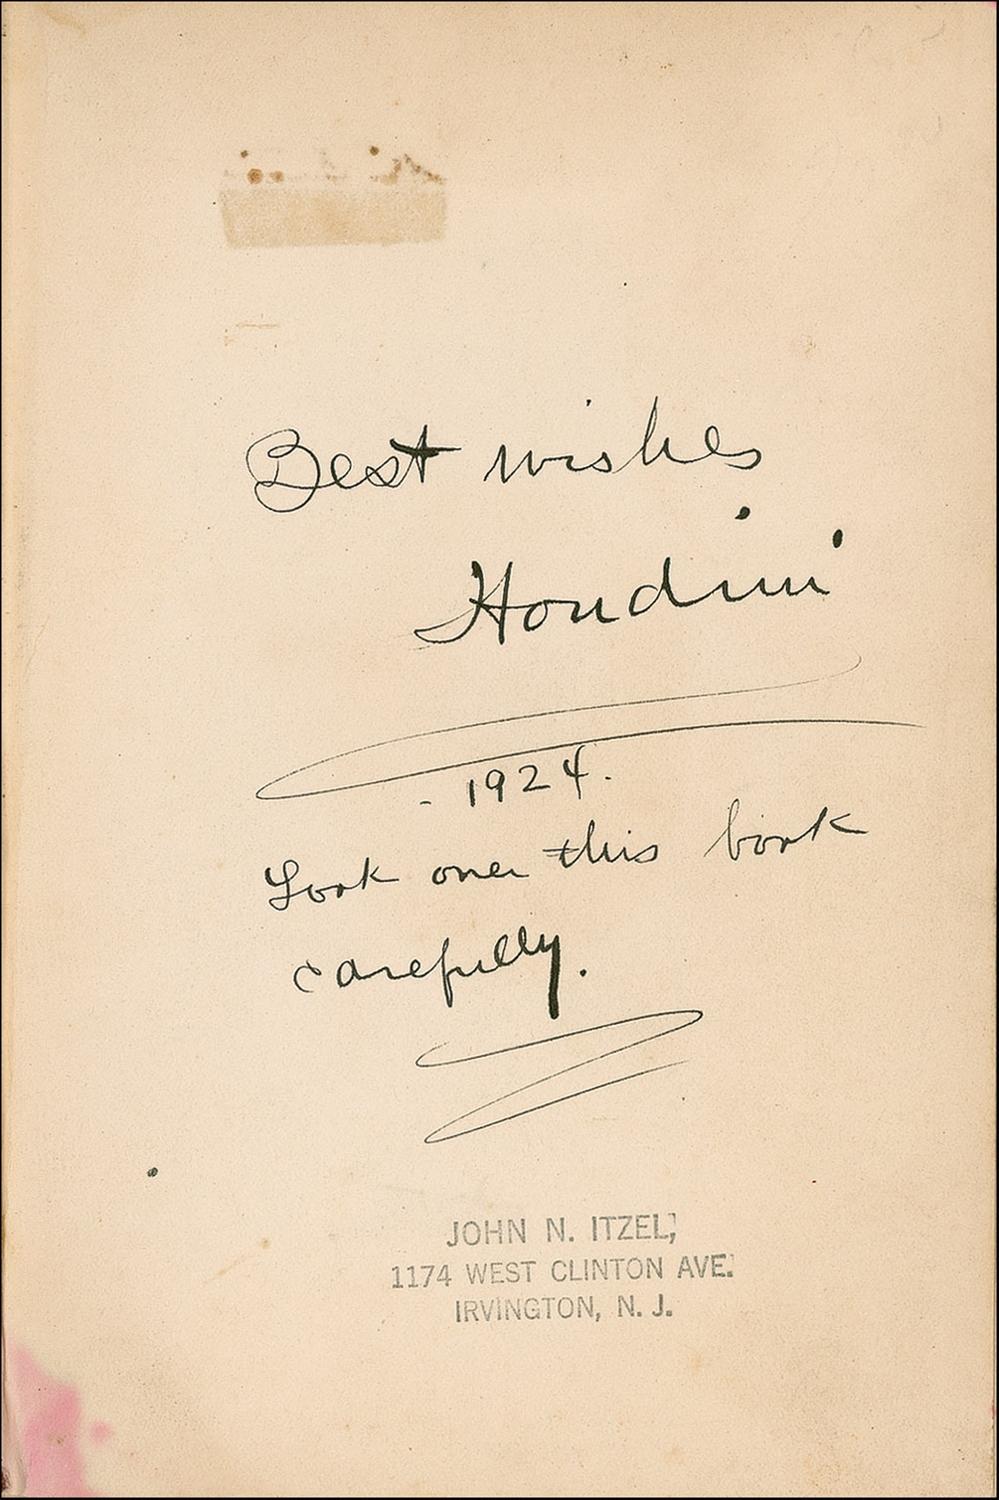 Best wishes
Houdini
- 1924.
Look over this book
carefully.
JOHN N. ITZEL,
1174 WEST CLINTON AVE.
IRVINGTON, N. J.